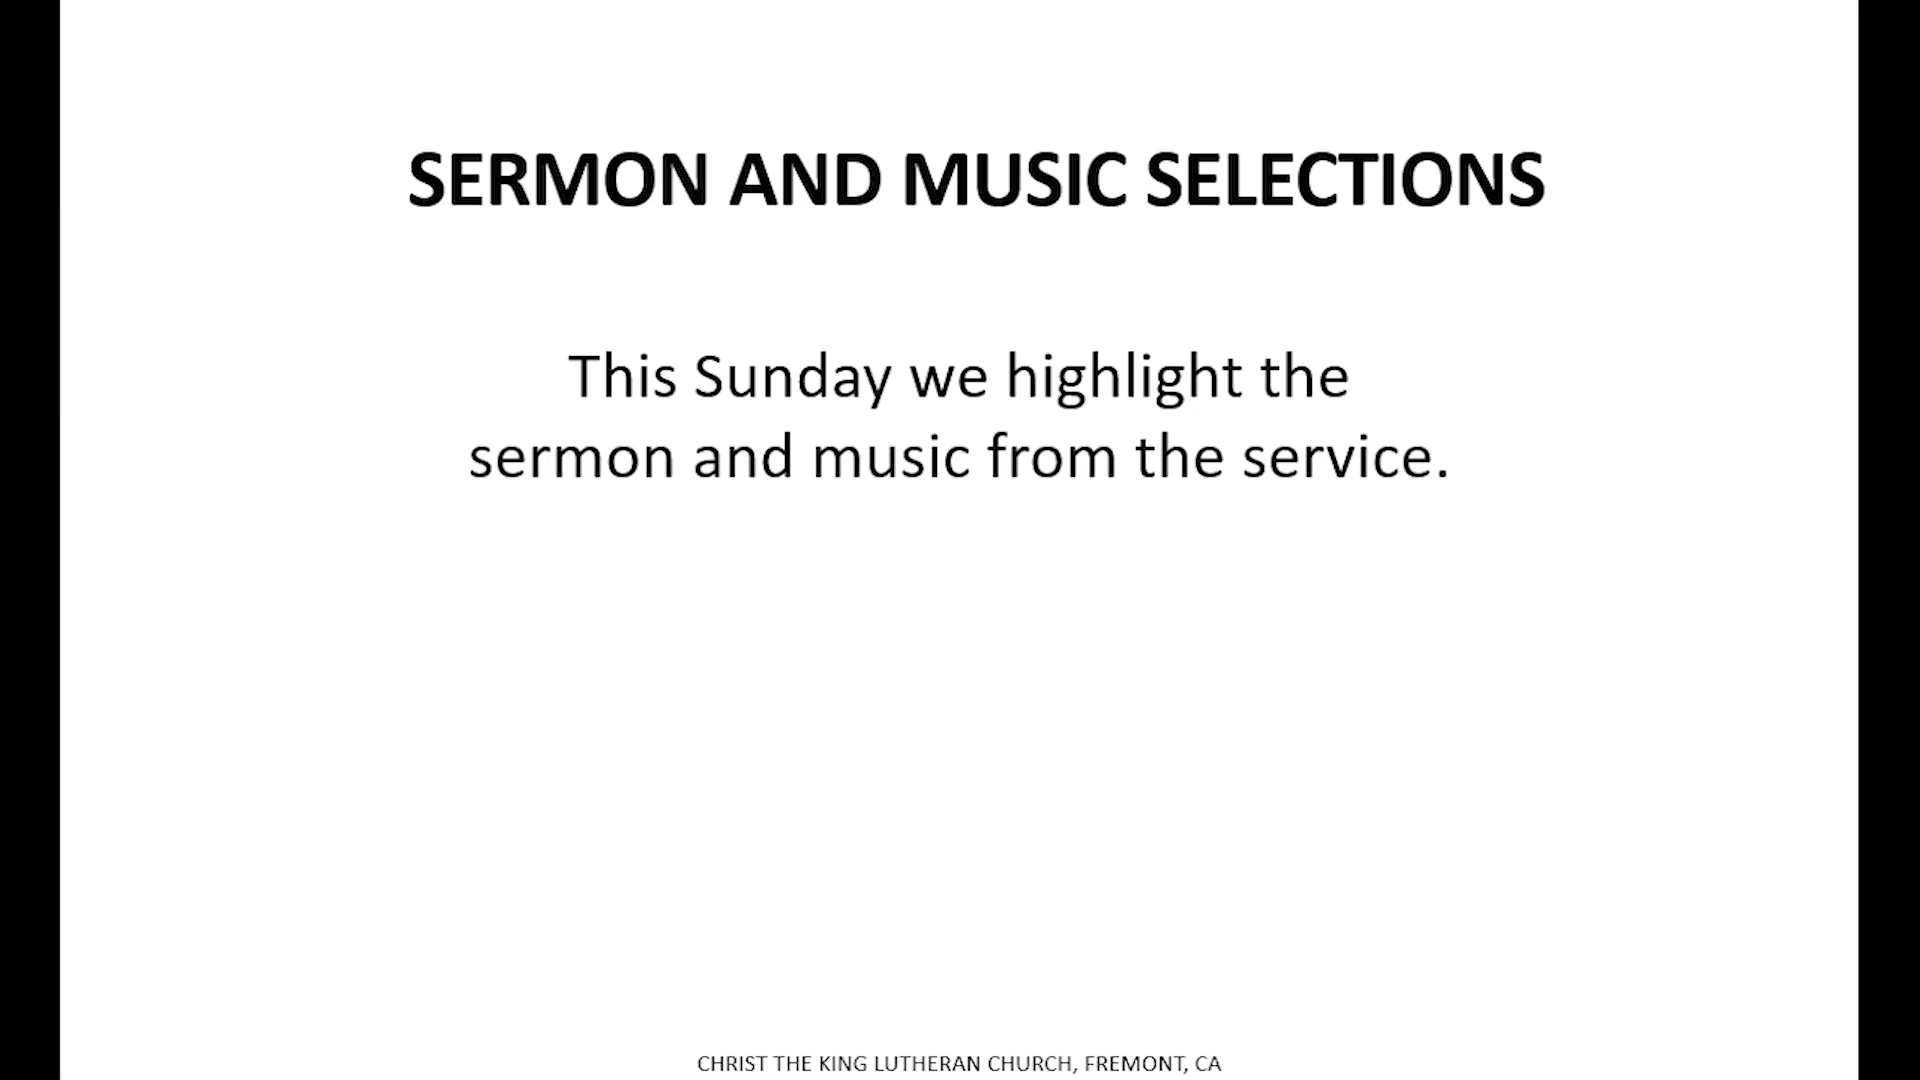 SERMON AND MUSIC SELECTIONS
This Sunday we highlight the
sermon and music from the service.
CHRIST THE KING LUTHERAN CHURCH, FREMONT, CA